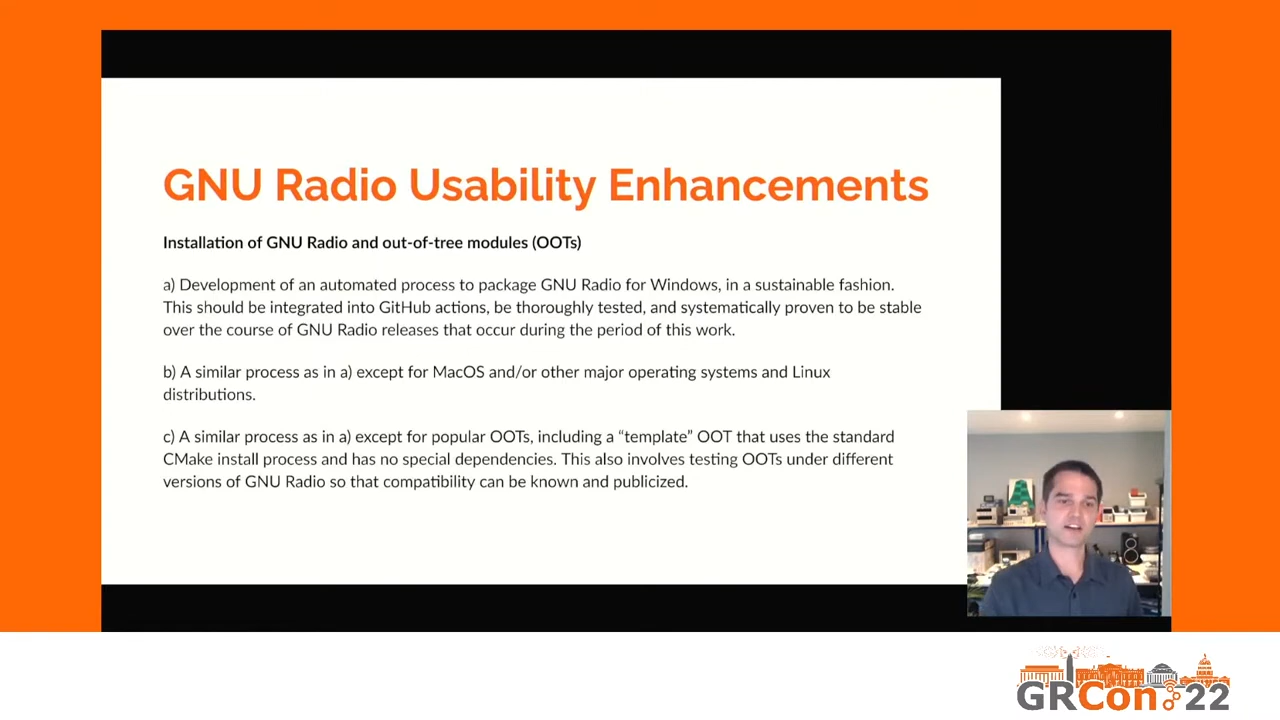 GNU Radio Usability Enhancements
Installation of GNU Radio and out-of-tree modules (OOTs)
a) Development of an automated process to package GNU Radio for Windows, in a sustainable fashion.
This should be integrated into GitHub actions, be thoroughly tested, and systematically proven to be stable
over the course of GNU Radio releases that occur during the period of this work.
b) A similar process as in a) except for MacOS and/or other major operating systems and Linux
distributions.
c) A similar process as in a) except for popular OOTs, including a “template” OOT that uses the standard
CMake install process and has no special dependencies. This also involves testing OOTs under different
versions of GNU Radio so that compatibility can be known and publicized.
GRCon 22